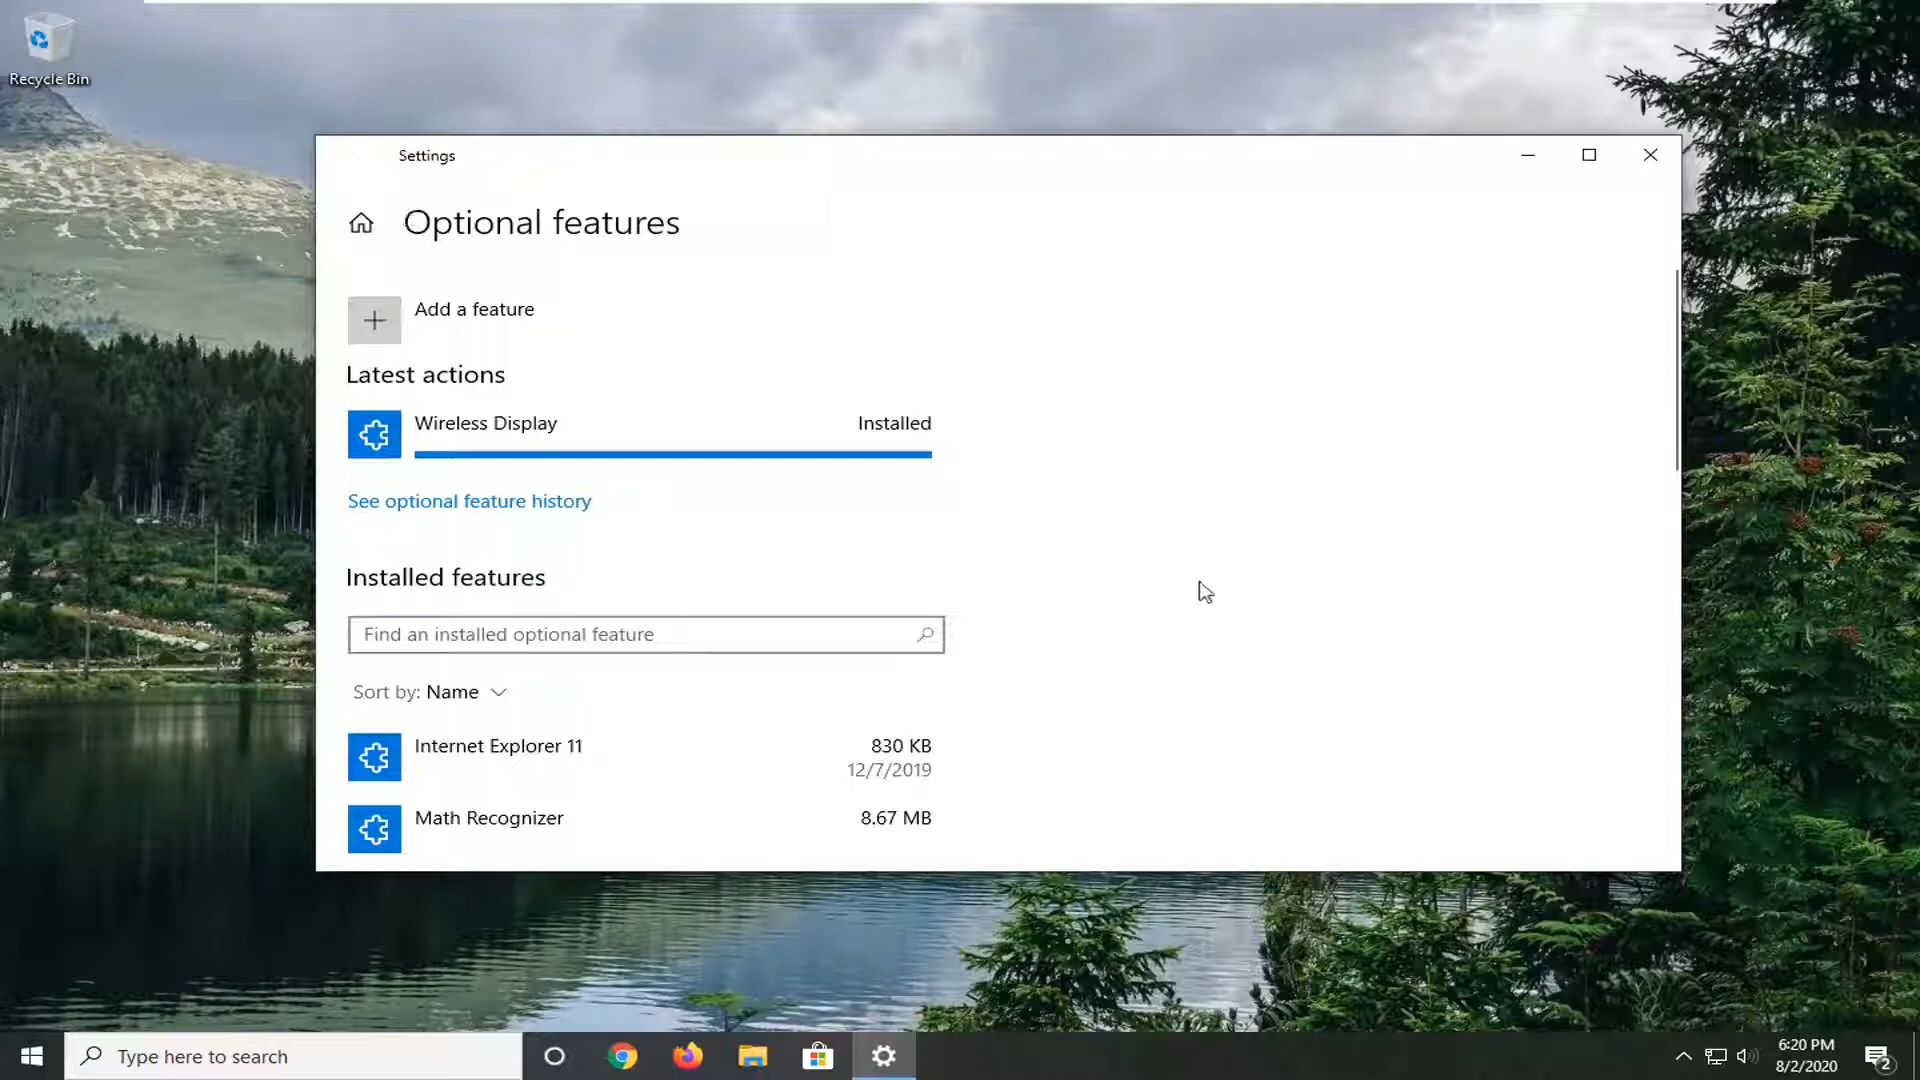 Recycle Bin
Settings
Optional features
Add a feature
Latest actions
Wireless Display
Installed
See optional feature history
Installed features
Find an installed optional feature
Sort by: Name
Internet Explorer 11
830 KB
12/7/2019
Math Recognizer
8.67 MB
Type here to search
6:20 PM
8/2/2020
2